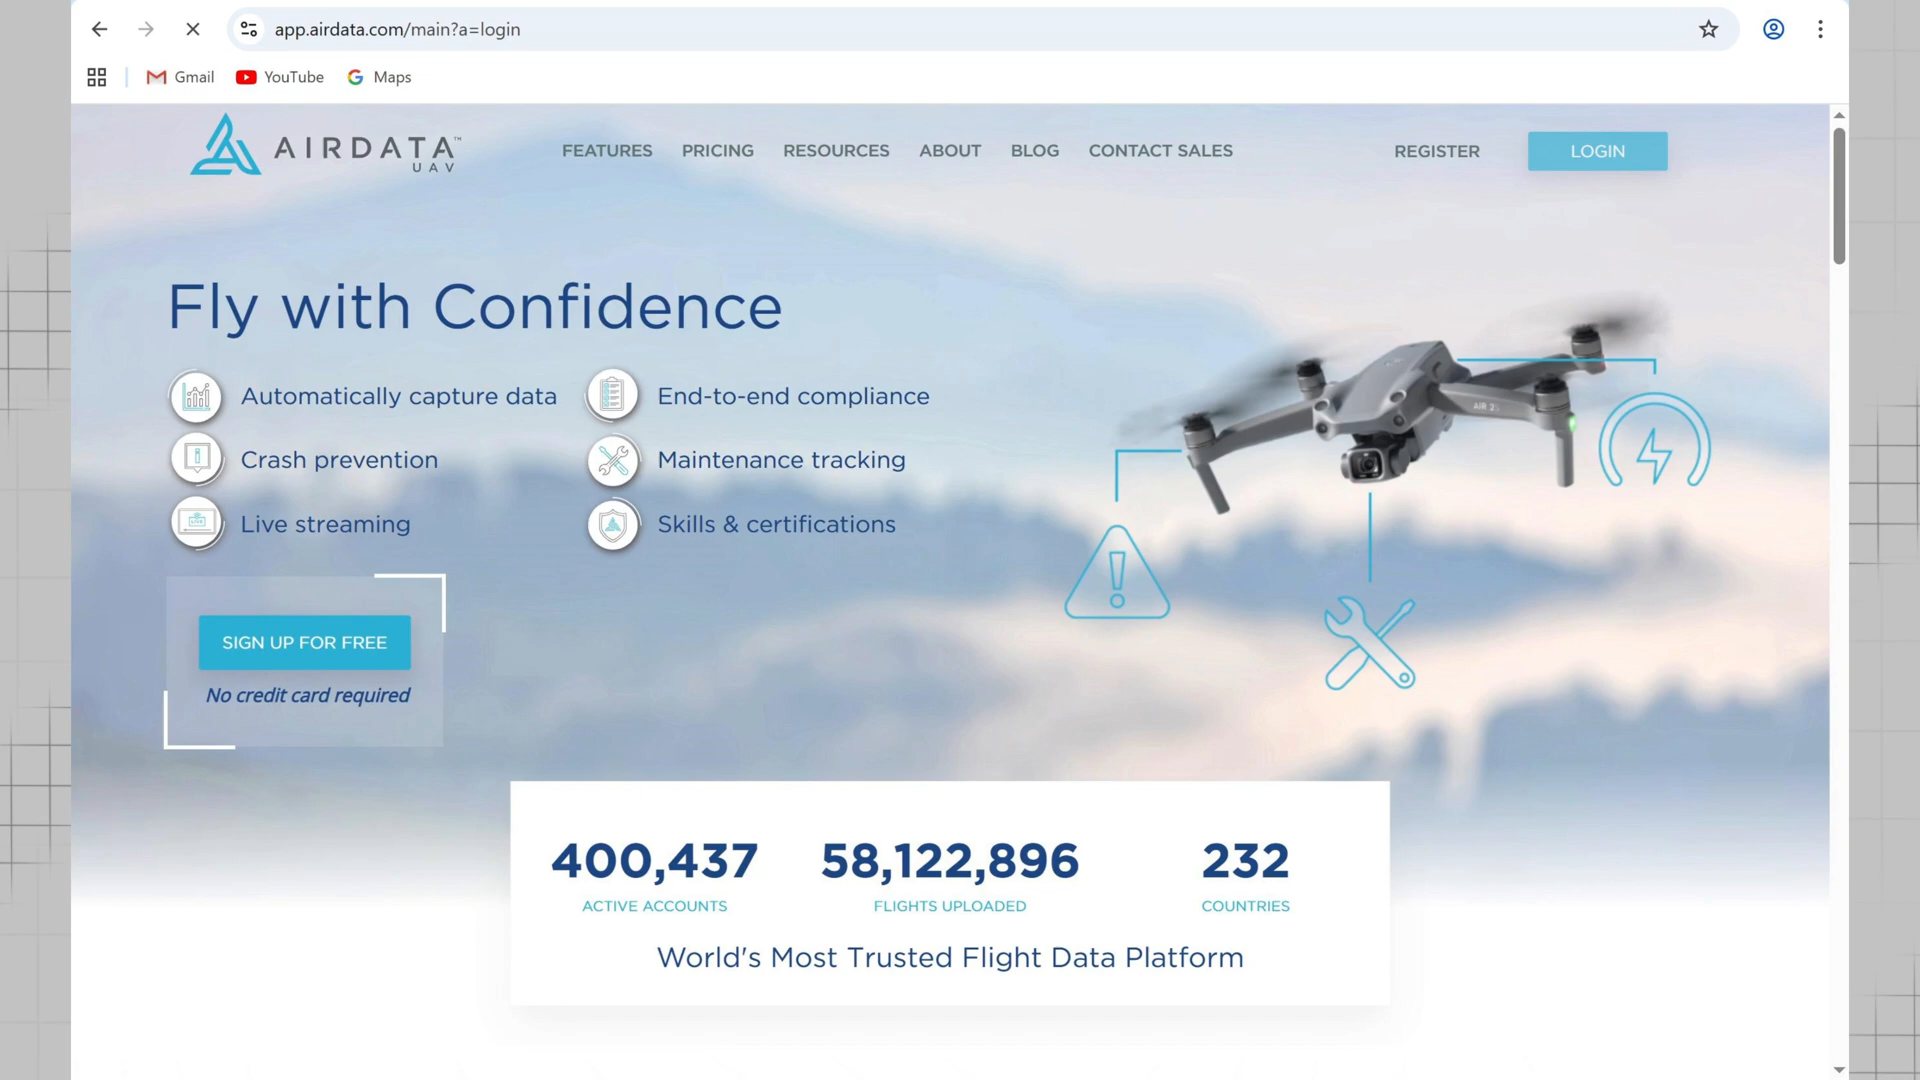 app.airdata.com/main?a=login
Gmail YouTube Maps
AIRDATA™
UAV
FEATURES PRICING RESOURCES ABOUT BLOG CONTACT SALES REGISTER LOGIN
Fly with Confidence
Automatically capture data
End-to-end compliance
Crash prevention
Maintenance tracking
Live streaming
Skills & certifications
AIR 2S
SIGN UP FOR FREE
No credit card required
400,437
ACTIVE ACCOUNTS
58,122,896
FLIGHTS UPLOADED
232
COUNTRIES
World's Most Trusted Flight Data Platform